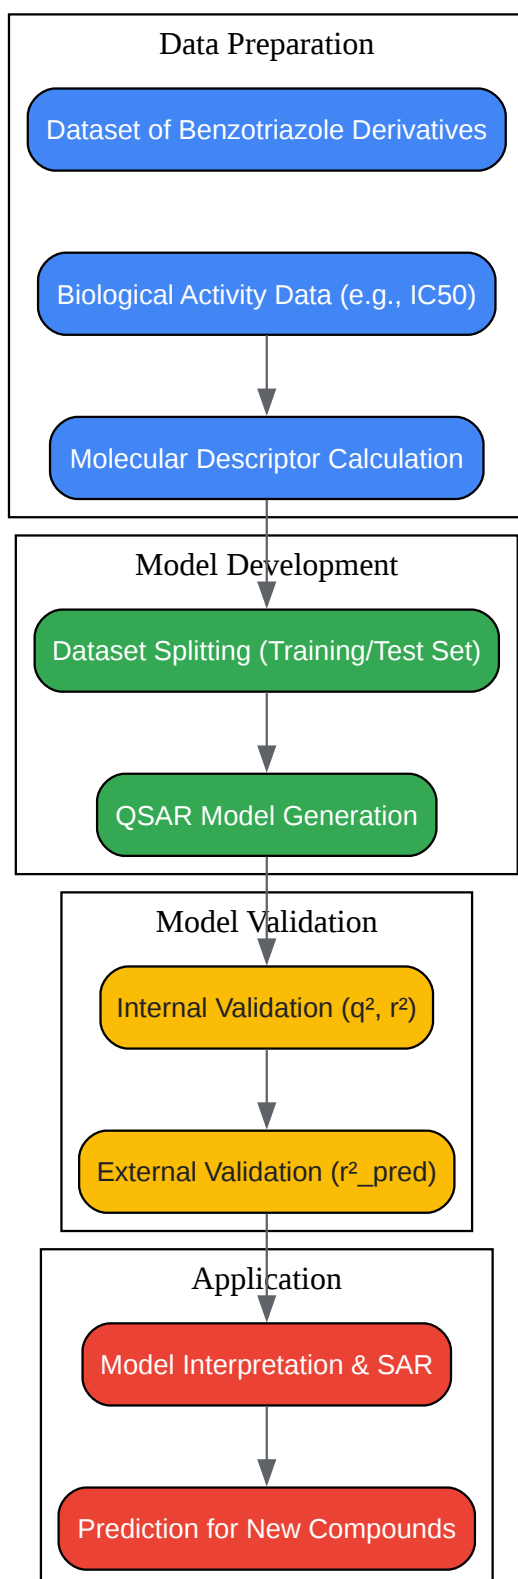 Data Preparation
Dataset of Benzotriazole Derivatives
Biological Activity Data (e.g., IC50)
Molecular Descriptor Calculation
Model Development
Dataset Splitting (Training/Test Set)
QSAR Model Generation
Model Validation
Internal Validation (q², r²)
External Validation (r²_pred)
Application
Model Interpretation & SAR
Prediction for New Compounds